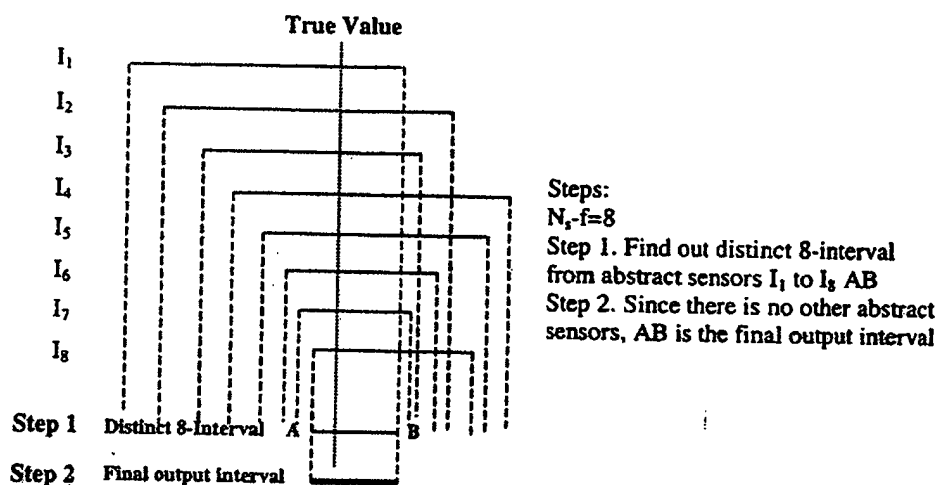 True Value
I₁
I₂
I₃
I₄
I₅
I₆
I₇
I₈
Steps:
Nₛ-f=8
Step 1. Find out distinct 8-interval
from abstract sensors I₁ to I₈ AB
Step 2. Since there is no other abstract
sensors, AB is the final output interval
Step 1 Distinct 8-Interval A B
Step 2 Final output interval